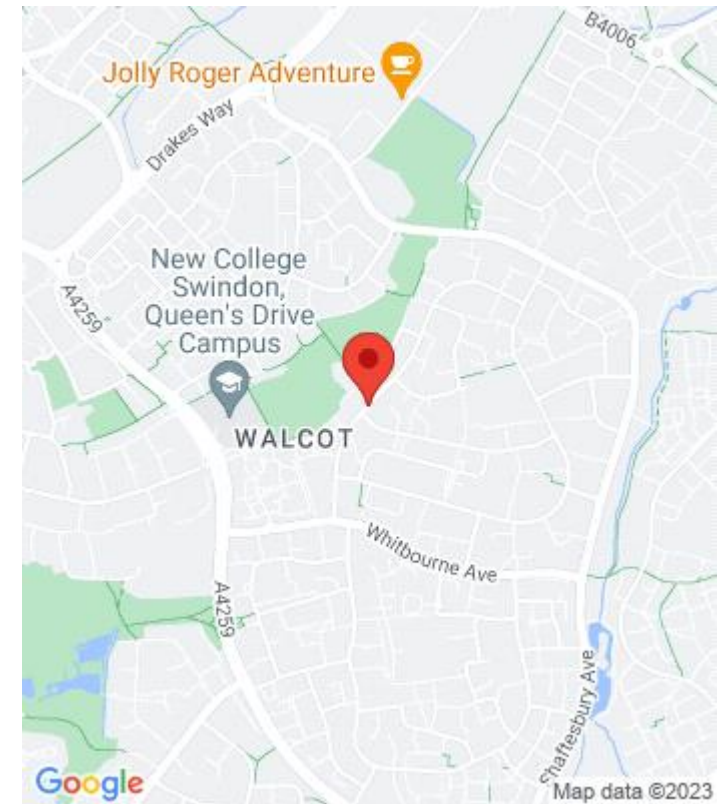 B4006
Jolly Roger Adventure
Drakes Way
New College
Swindon,
Queen's Drive
Campus
A4259
WALCOT
Whitbourne Ave
A4259
Shaftesbury Ave
Google
Map data ©2023